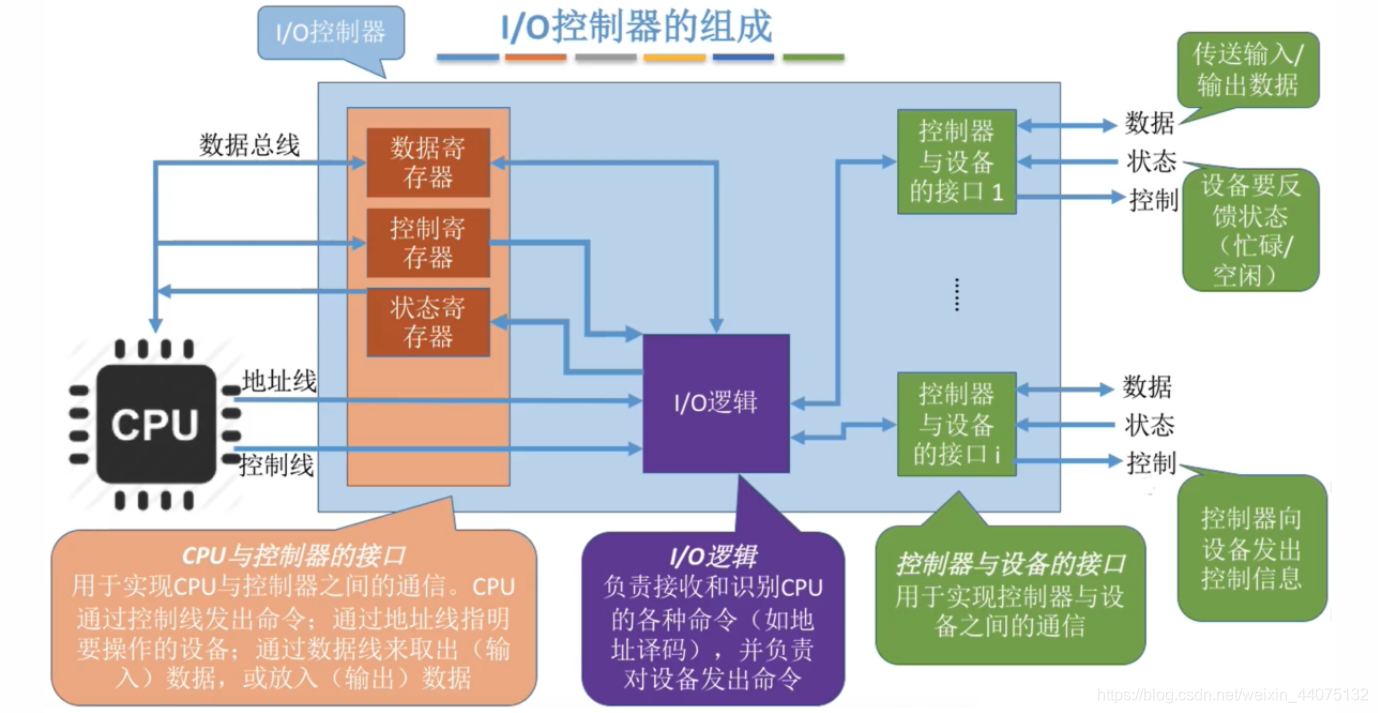 I/O控制器的组成
I/O控制器
数据总线
数据寄
存器
控制寄
存器
状态寄
存器
CPU
地址线
控制线
I/O逻辑
控制器
与设备
的接口 1
数据
状态
控制
传送输入/
输出数据
设备要反
馈状态
（忙碌/
空闲）
······
控制器
与设备
的接口 i
数据
状态
控制
控制器向
设备发出
控制信息
CPU与控制器的接口
用于实现CPU与控制器之间的通信。CPU
通过控制线发出命令；通过地址线指明
要操作的设备；通过数据线来取出（输
入）数据，或放入（输出）数据
I/O逻辑
负责接收和识别CPU
的各种命令（如地
址译码），并负责
对设备发出命令
控制器与设备的接口
用于实现控制器与设
备之间的通信
https://blog.csdn.net/weixin_44075132